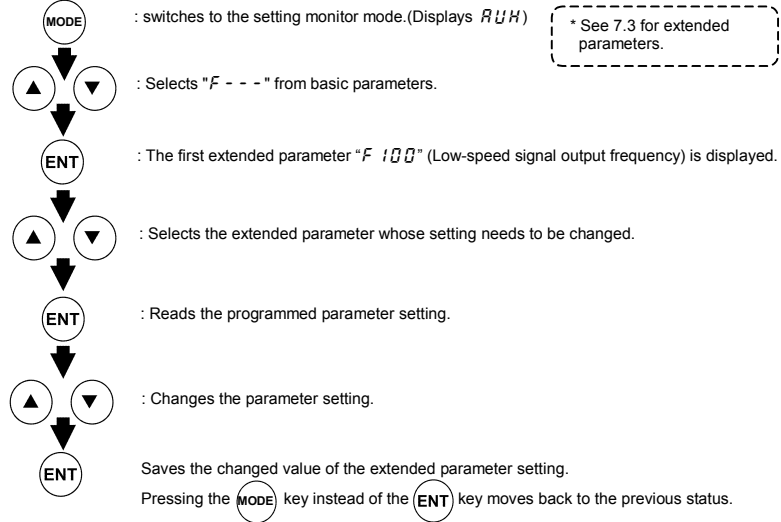 MODE : switches to the setting monitor mode.(Displays AUH)
* See 7.3 for extended
parameters.
▲ ▼ : Selects "F - - -" from basic parameters.
ENT : The first extended parameter “F 100” (Low-speed signal output frequency) is displayed.
▲ ▼ : Selects the extended parameter whose setting needs to be changed.
ENT : Reads the programmed parameter setting.
▲ ▼ : Changes the parameter setting.
ENT Saves the changed value of the extended parameter setting.
Pressing the MODE key instead of the ENT key moves back to the previous status.